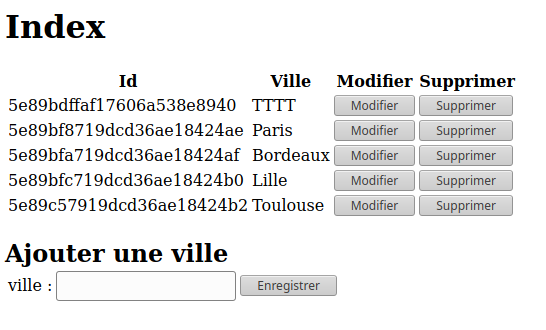 Index
Id Ville Modifier Supprimer
5e89bdffaf17606a538e8940 TTTT Modifier Supprimer
5e89bf8719dcd36ae18424ae Paris Modifier Supprimer
5e89bfa719dcd36ae18424af Bordeaux Modifier Supprimer
5e89bfc719dcd36ae18424b0 Lille Modifier Supprimer
5e89c57919dcd36ae18424b2 Toulouse Modifier Supprimer
Ajouter une ville
ville : Enregistrer